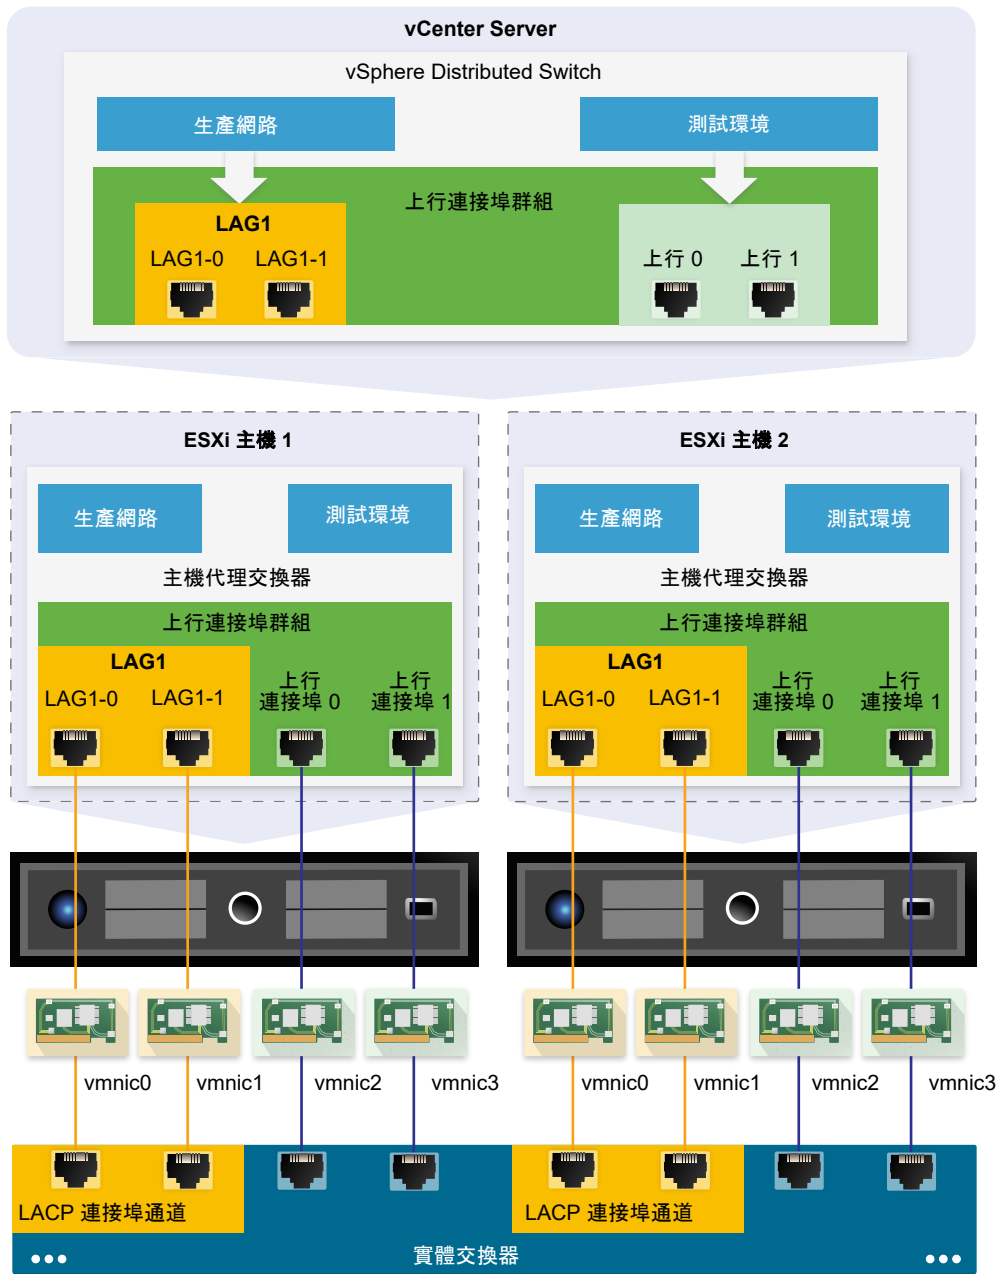 vCenter Server
vSphere Distributed Switch
生產網路
測試環境
上行連接埠群組
LAG1
LAG1-0
LAG1-1
上行 0
上行 1
ESXi 主機 1
生產網路
測試環境
主機代理交換器
上行連接埠群組
LAG1
LAG1-0
LAG1-1
上行
連接埠 0
上行
連接埠 1
ESXi 主機 2
生產網路
測試環境
主機代理交換器
上行連接埠群組
LAG1
LAG1-0
LAG1-1
上行
連接埠 0
上行
連接埠 1
vmnic0
vmnic1
vmnic2
vmnic3
vmnic0
vmnic1
vmnic2
vmnic3
LACP 連接埠通道
LACP 連接埠通道
實體交換器